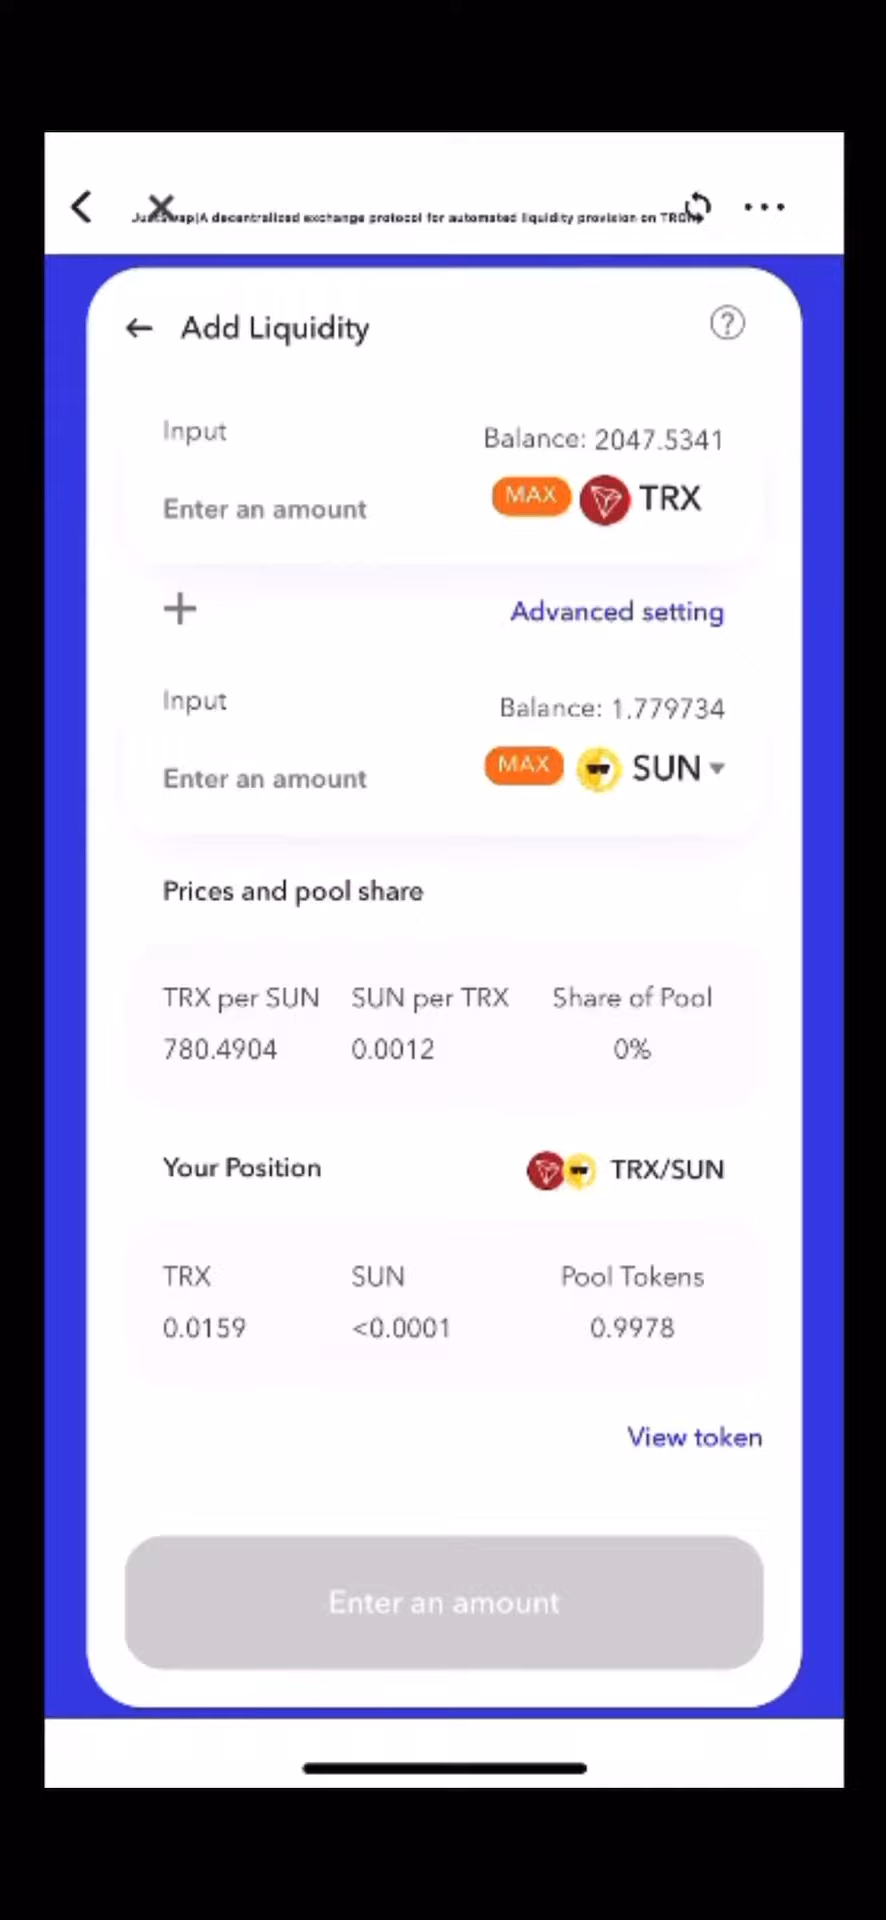 JustSwap|A decentralized exchange protocol for automated liquidity provision on TRON
Add Liquidity
?
Input
Balance: 2047.5341
Enter an amount
MAX
TRX
+
Advanced setting
Input
Balance: 1.779734
Enter an amount
MAX
SUN
Prices and pool share
TRX per SUN SUN per TRX Share of Pool
780.4904 0.0012 0%
Your Position TRX/SUN
TRX SUN Pool Tokens
0.0159 <0.0001 0.9978
View token
Enter an amount